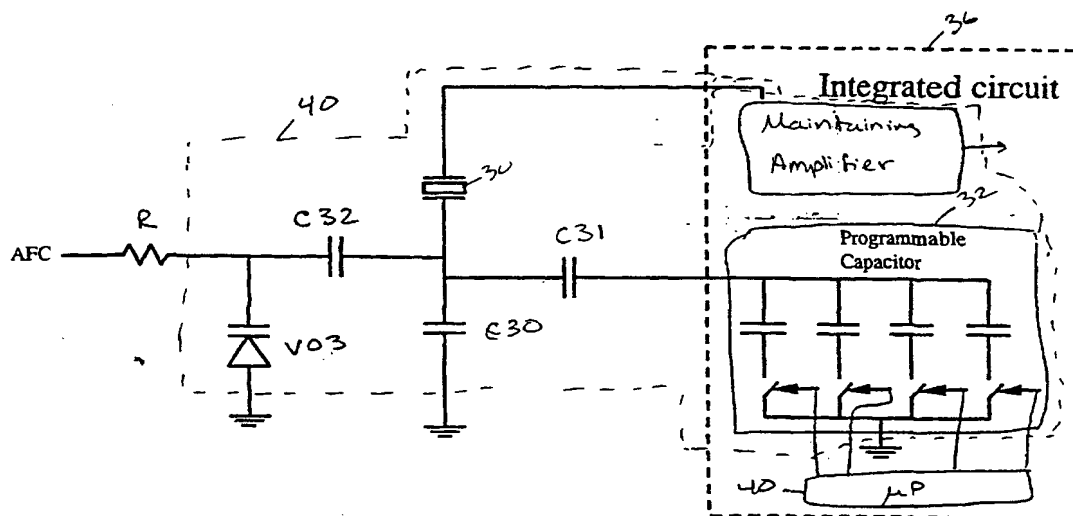 36
Integrated circuit
40
Maintaining
Amplifier
30
32
R
C32
AFC
C31
Programmable
Capacitor
V03
C30
40
μP